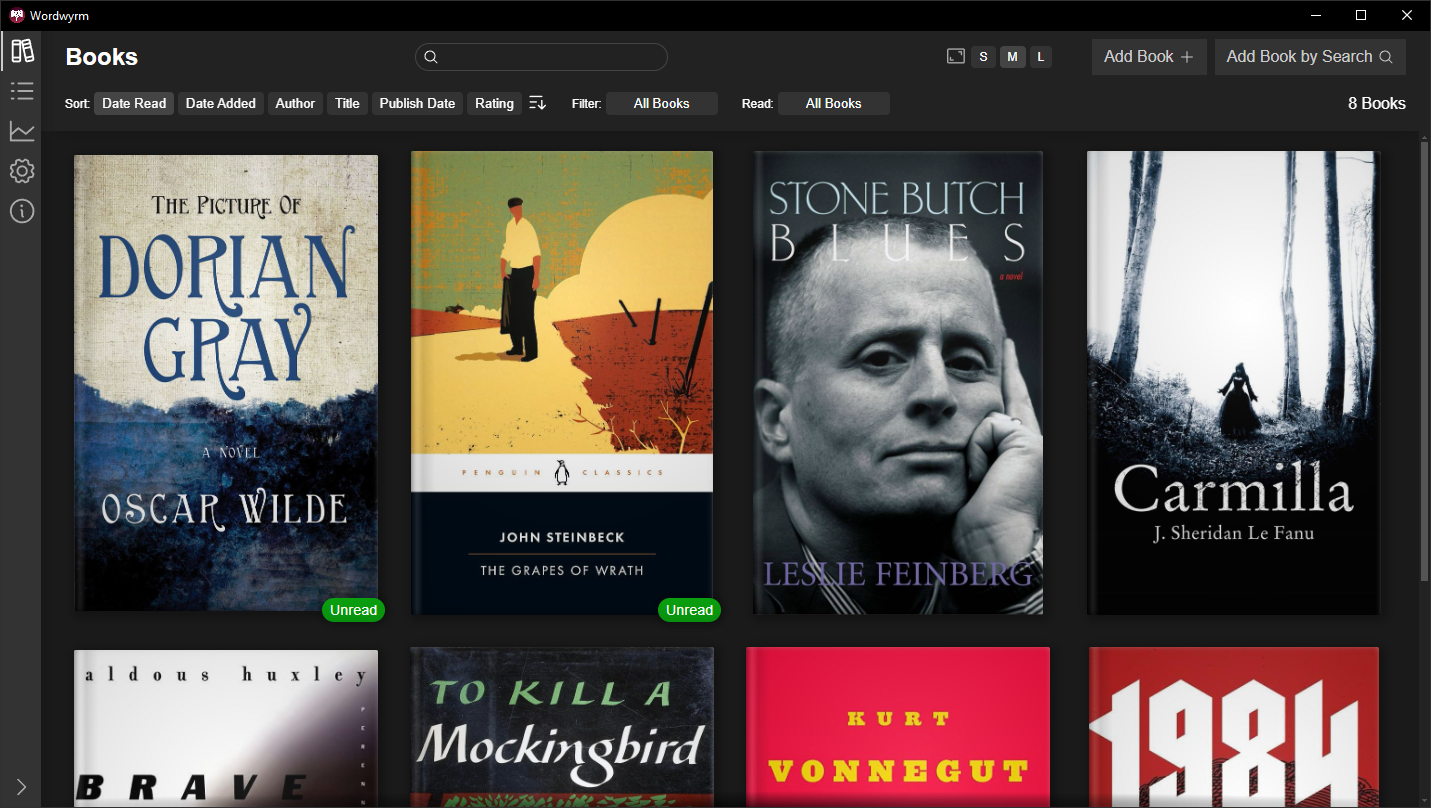 Wordwyrm
Books
S M L
Add Book
Add Book by Search
Sort: Date Read Date Added Author Title Publish Date Rating
Filter: All Books
Read: All Books
8 Books
THE PICTURE OF
DORIAN
GRAY
A NOVEL
OSCAR WILDE
Unread
PENGUIN CLASSICS
JOHN STEINBECK
THE GRAPES OF WRATH
Unread
STONE BUTCH
BLUES
a novel
LESLIE FEINBERG
Carmilla
J. Sheridan Le Fanu
aldous huxley
BRAVE
TO KILL A
Mockingbird
KURT
VONNEGUT
1984